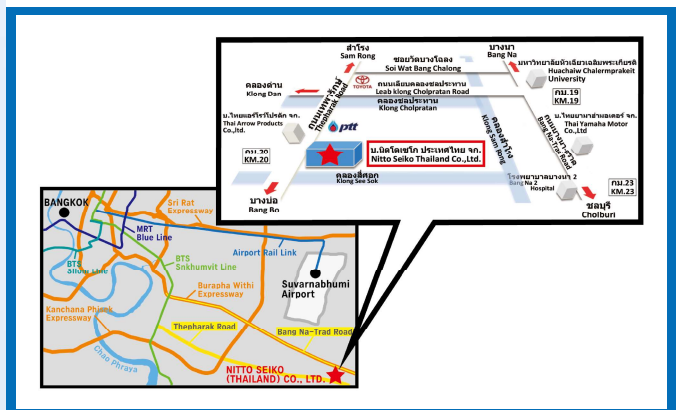 สำโรง
Sam Rong
บางนา
Bang Na
ซอยวัดบางโฉลง
Soi Wat Bang Chalong
มหาวิทยาลัยหัวเฉียวเฉลิมพระเกียรติ
Huachaiw Chalermprakeit
University
คลองด่าน
Klong Dan
TOYOTA
ถนนเลียบคลองชลประทาน
Leab klong Cholpratan Road
คลองชลประทาน
Klong Cholpratan
กม.19
KM.19
ถนนเทพารักษ์
Thepharak Road
บ.ไทยแอร์โรว์โปรดัก จก.
Thai Arrow Products
Co.,ltd.
ptt
คลองสำโรง
Klong Sam Rong
ถนนบางนา-ตราด
Bang Na-Trad Road
บ.ไทยยามาฮ่ามอเตอร์ จก.
Thai Yamaha Motor
Co.,Ltd
กม.20
KM.20
บ.นิตโตเซโก ประเทศไทย จก.
Nitto Seiko Thailand Co.,Ltd.
คลองสี่ศอก
Klong See Sok
โรงพยาบาลบางนา 2
Bang Na 2
Hospital
กม.23
KM.23
บางบ่อ
Bang Bo
ชลบุรี
Cholburi
BANGKOK
Sri Rat
Expressway
MRT
Blue Line
Airport Rail Link
BTS
BTS
Snkhumvit Line
Suvarnabhumi
Airport
Burapha Withi
Expressway
Kanchana Phisek
Expressway
Thepharak Road
Bang Na-Trad Road
Chao Phraya
NITTO SEIKO
(THAILAND) CO., LTD.